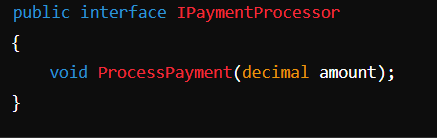 public interface IPaymentProcessor
{
    void ProcessPayment(decimal amount);
}